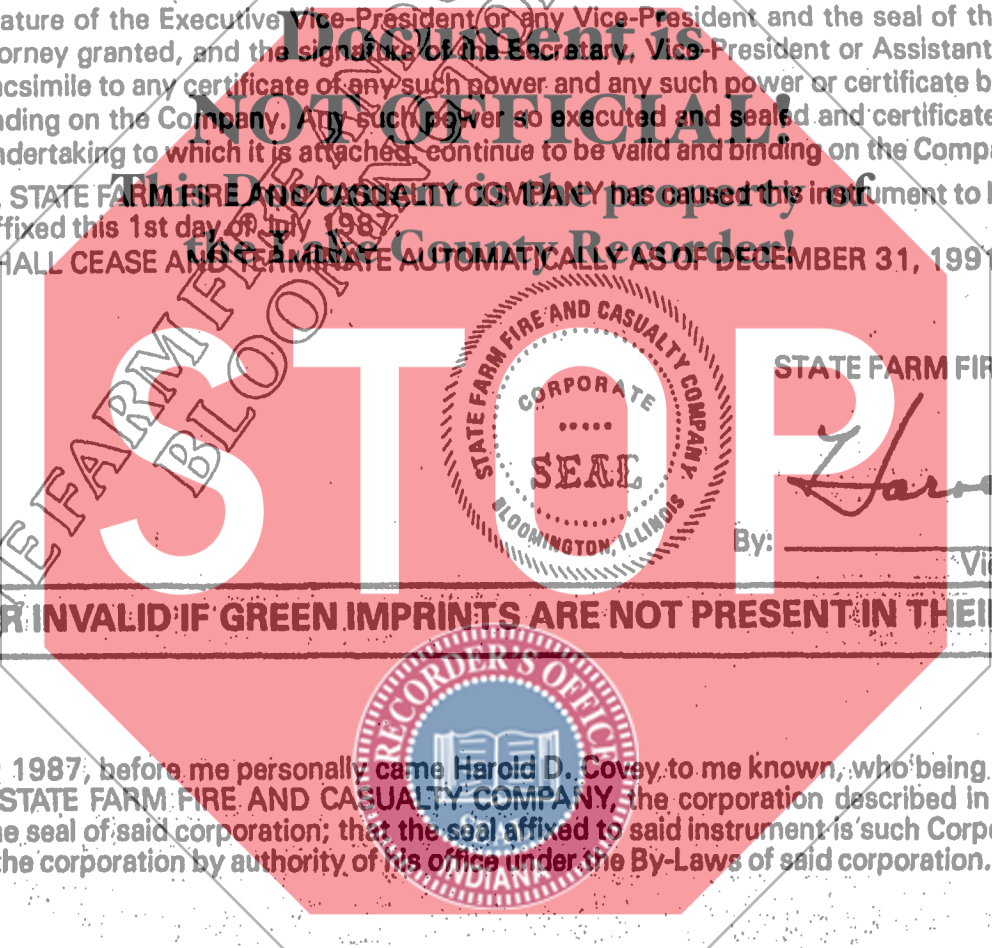 ature of the Executive Vice-President or any Vice-President and the seal of th
Document is
orney granted, and the signature of the Secretary, Vice-President or Assistant
acsimile to any certificate of any such power and any such power or certificate b
NOT OFFICIAL!
nding on the Company. Any such power so executed and sealed and certificate
ndertaking to which it is attached, continue to be valid and binding on the Compa
STATE FARM FIRE AND CASUALTY COMPANY has caused this instrument to
This Document is the property of
ffixed this 1st day of July 1987.
the Lake County Recorder!
HALL CEASE AND TERMINATE AUTOMATICALLY AS OF DECEMBER 31, 1991
E FARM FIRE
BLOOM
STOP
STATE FARM FIRE AND CASUALTY COMPANY
CORPORATE
SEAL
BLOOMINGTON, ILLINOIS
STATE FARM FIR
By:
Vic
R INVALID IF GREEN IMPRINTS ARE NOT PRESENT IN THEI
RECORDER'S OFFICE
1987, before me personally came Harold D. Covey to me known, who being
STATE FARM FIRE AND CASUALTY COMPANY, the corporation described in
ne seal of said corporation; that the seal affixed to said instrument is such Corpo
the corporation by authority of his office under the By-Laws of said corporation.
SEAL
INDIANA